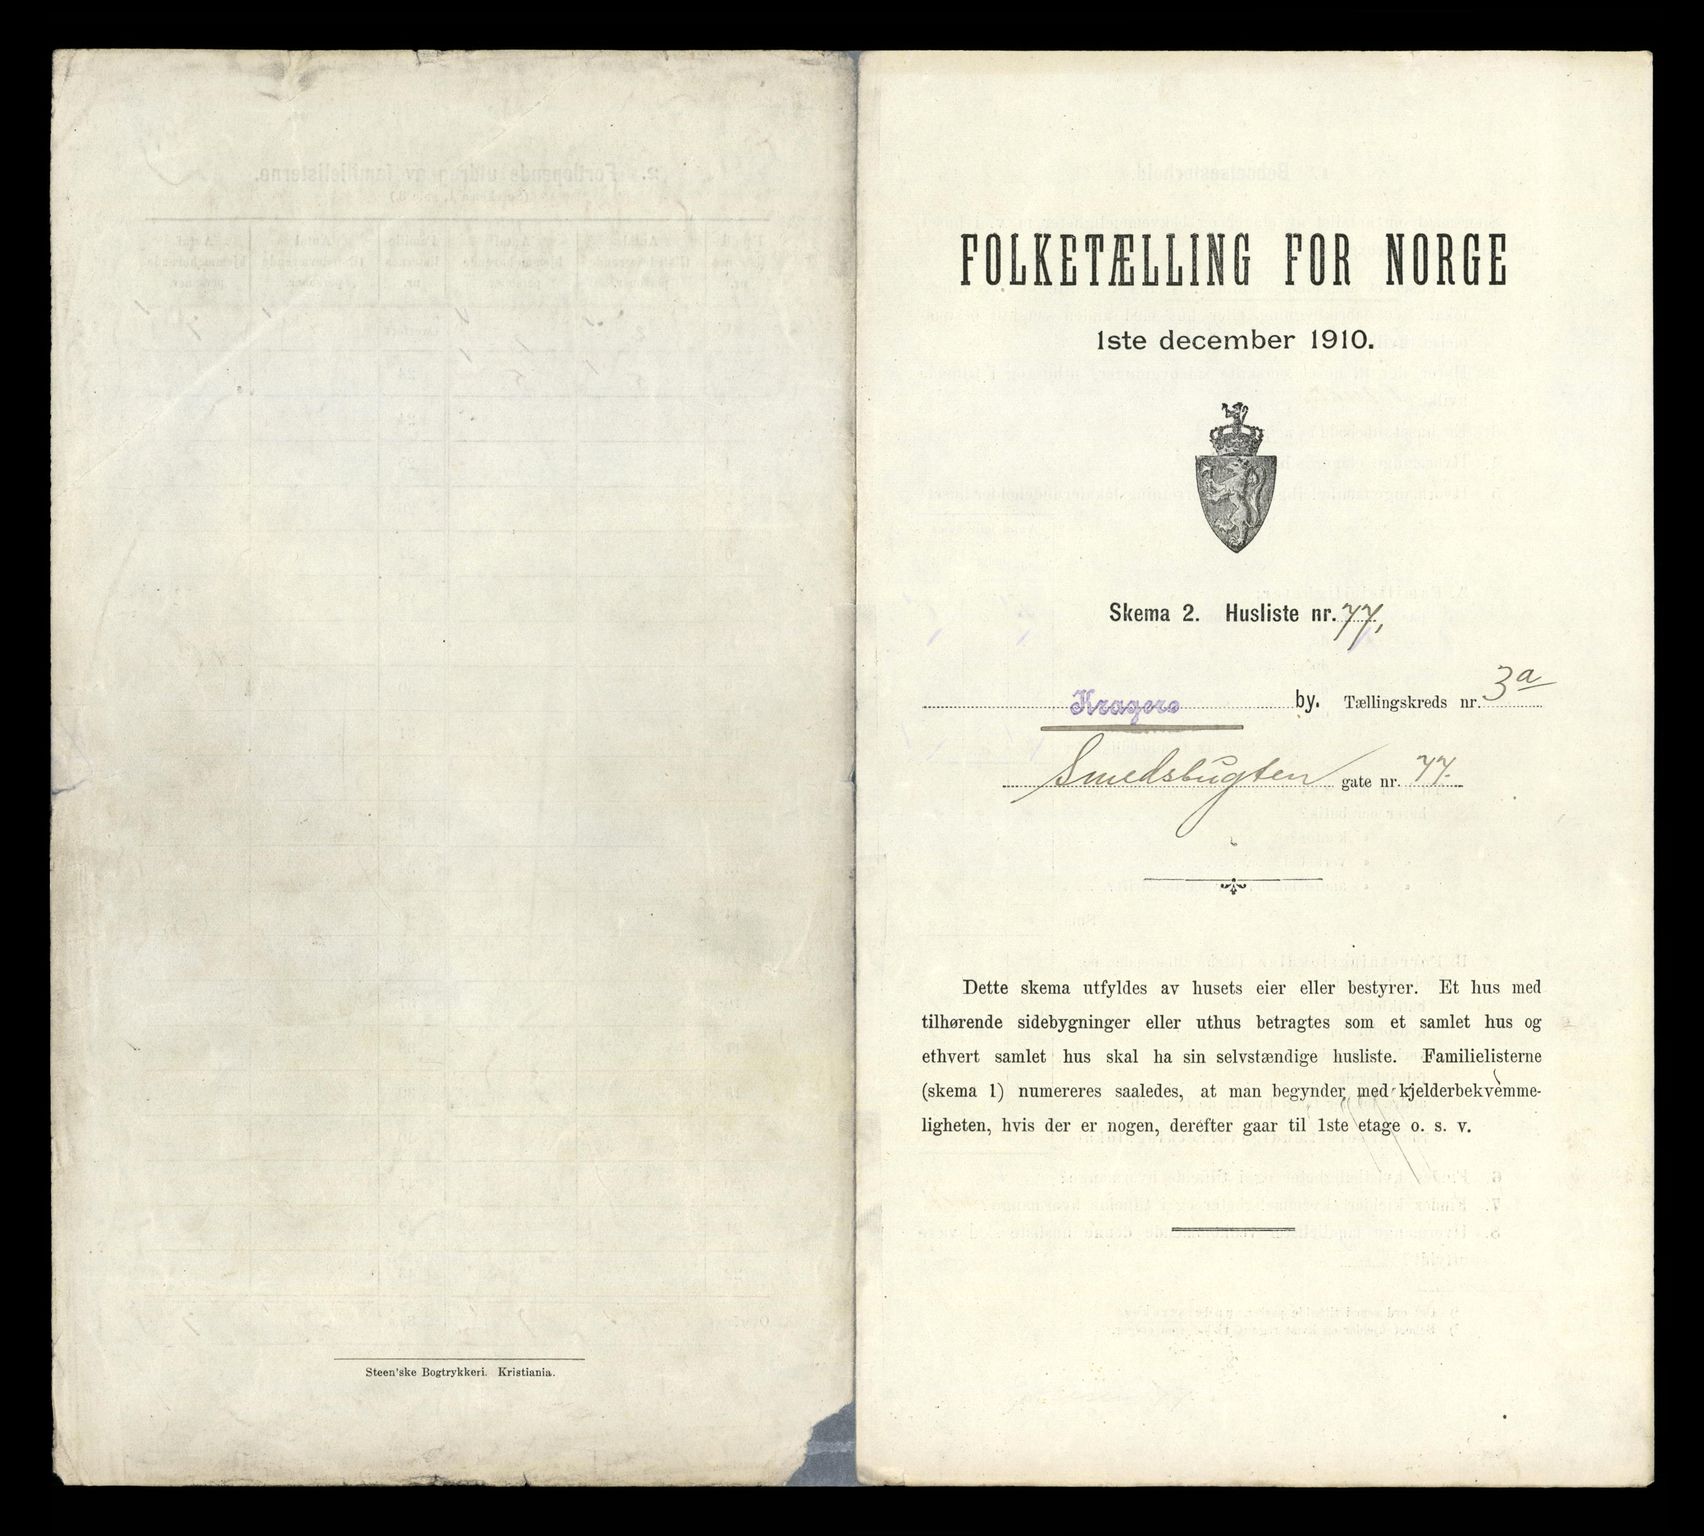 FOLKETÆLLING FOR NORGE
1ste december 1910.
Skema 2. Husliste nr. 77,
Kragerø by. Tællingskreds nr. 3a
Smedsbugten gate nr. 77.
Dette skema utfyldes av husets eier eller bestyrer. Et hus med
tilhørende sidebygninger eller uthus betragtes som et samlet hus og
ethvert samlet hus skal ha sin selvstændige husliste. Familielisterne
(skema 1) numereres saaledes, at man begynder med kjelderbekvemme-
ligheten, hvis der er nogen, derefter gaar til 1ste etage o. s. v.
Steen'ske Bogtrykkeri. Kristiania.